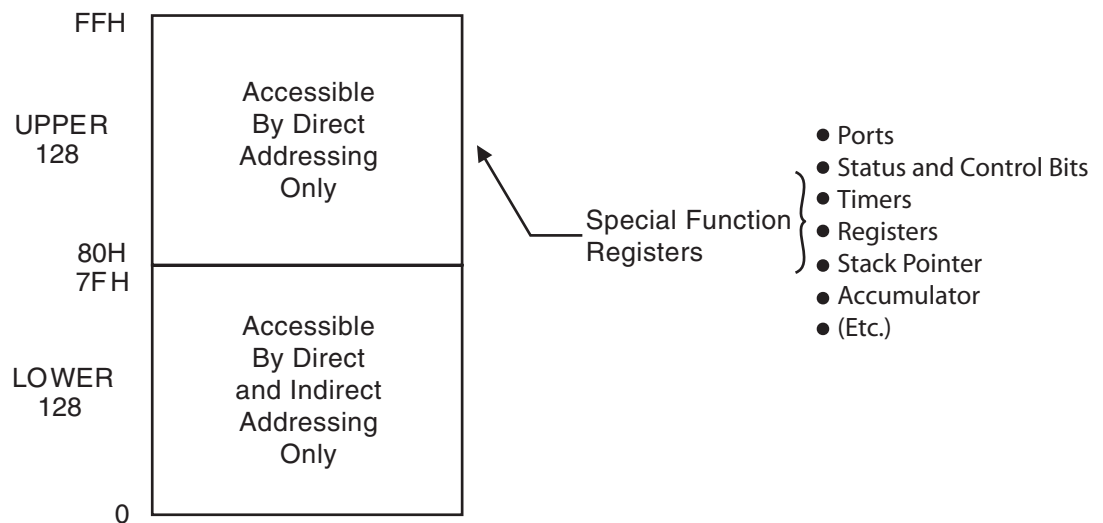 FFH
UPPER
128
80H
7FH
LOWER
128
0
Accessible
By Direct
Addressing
Only
Accessible
By Direct
and Indirect
Addressing
Only
Special Function
Registers
● Ports
● Status and Control Bits
● Timers
● Registers
● Stack Pointer
● Accumulator
● (Etc.)